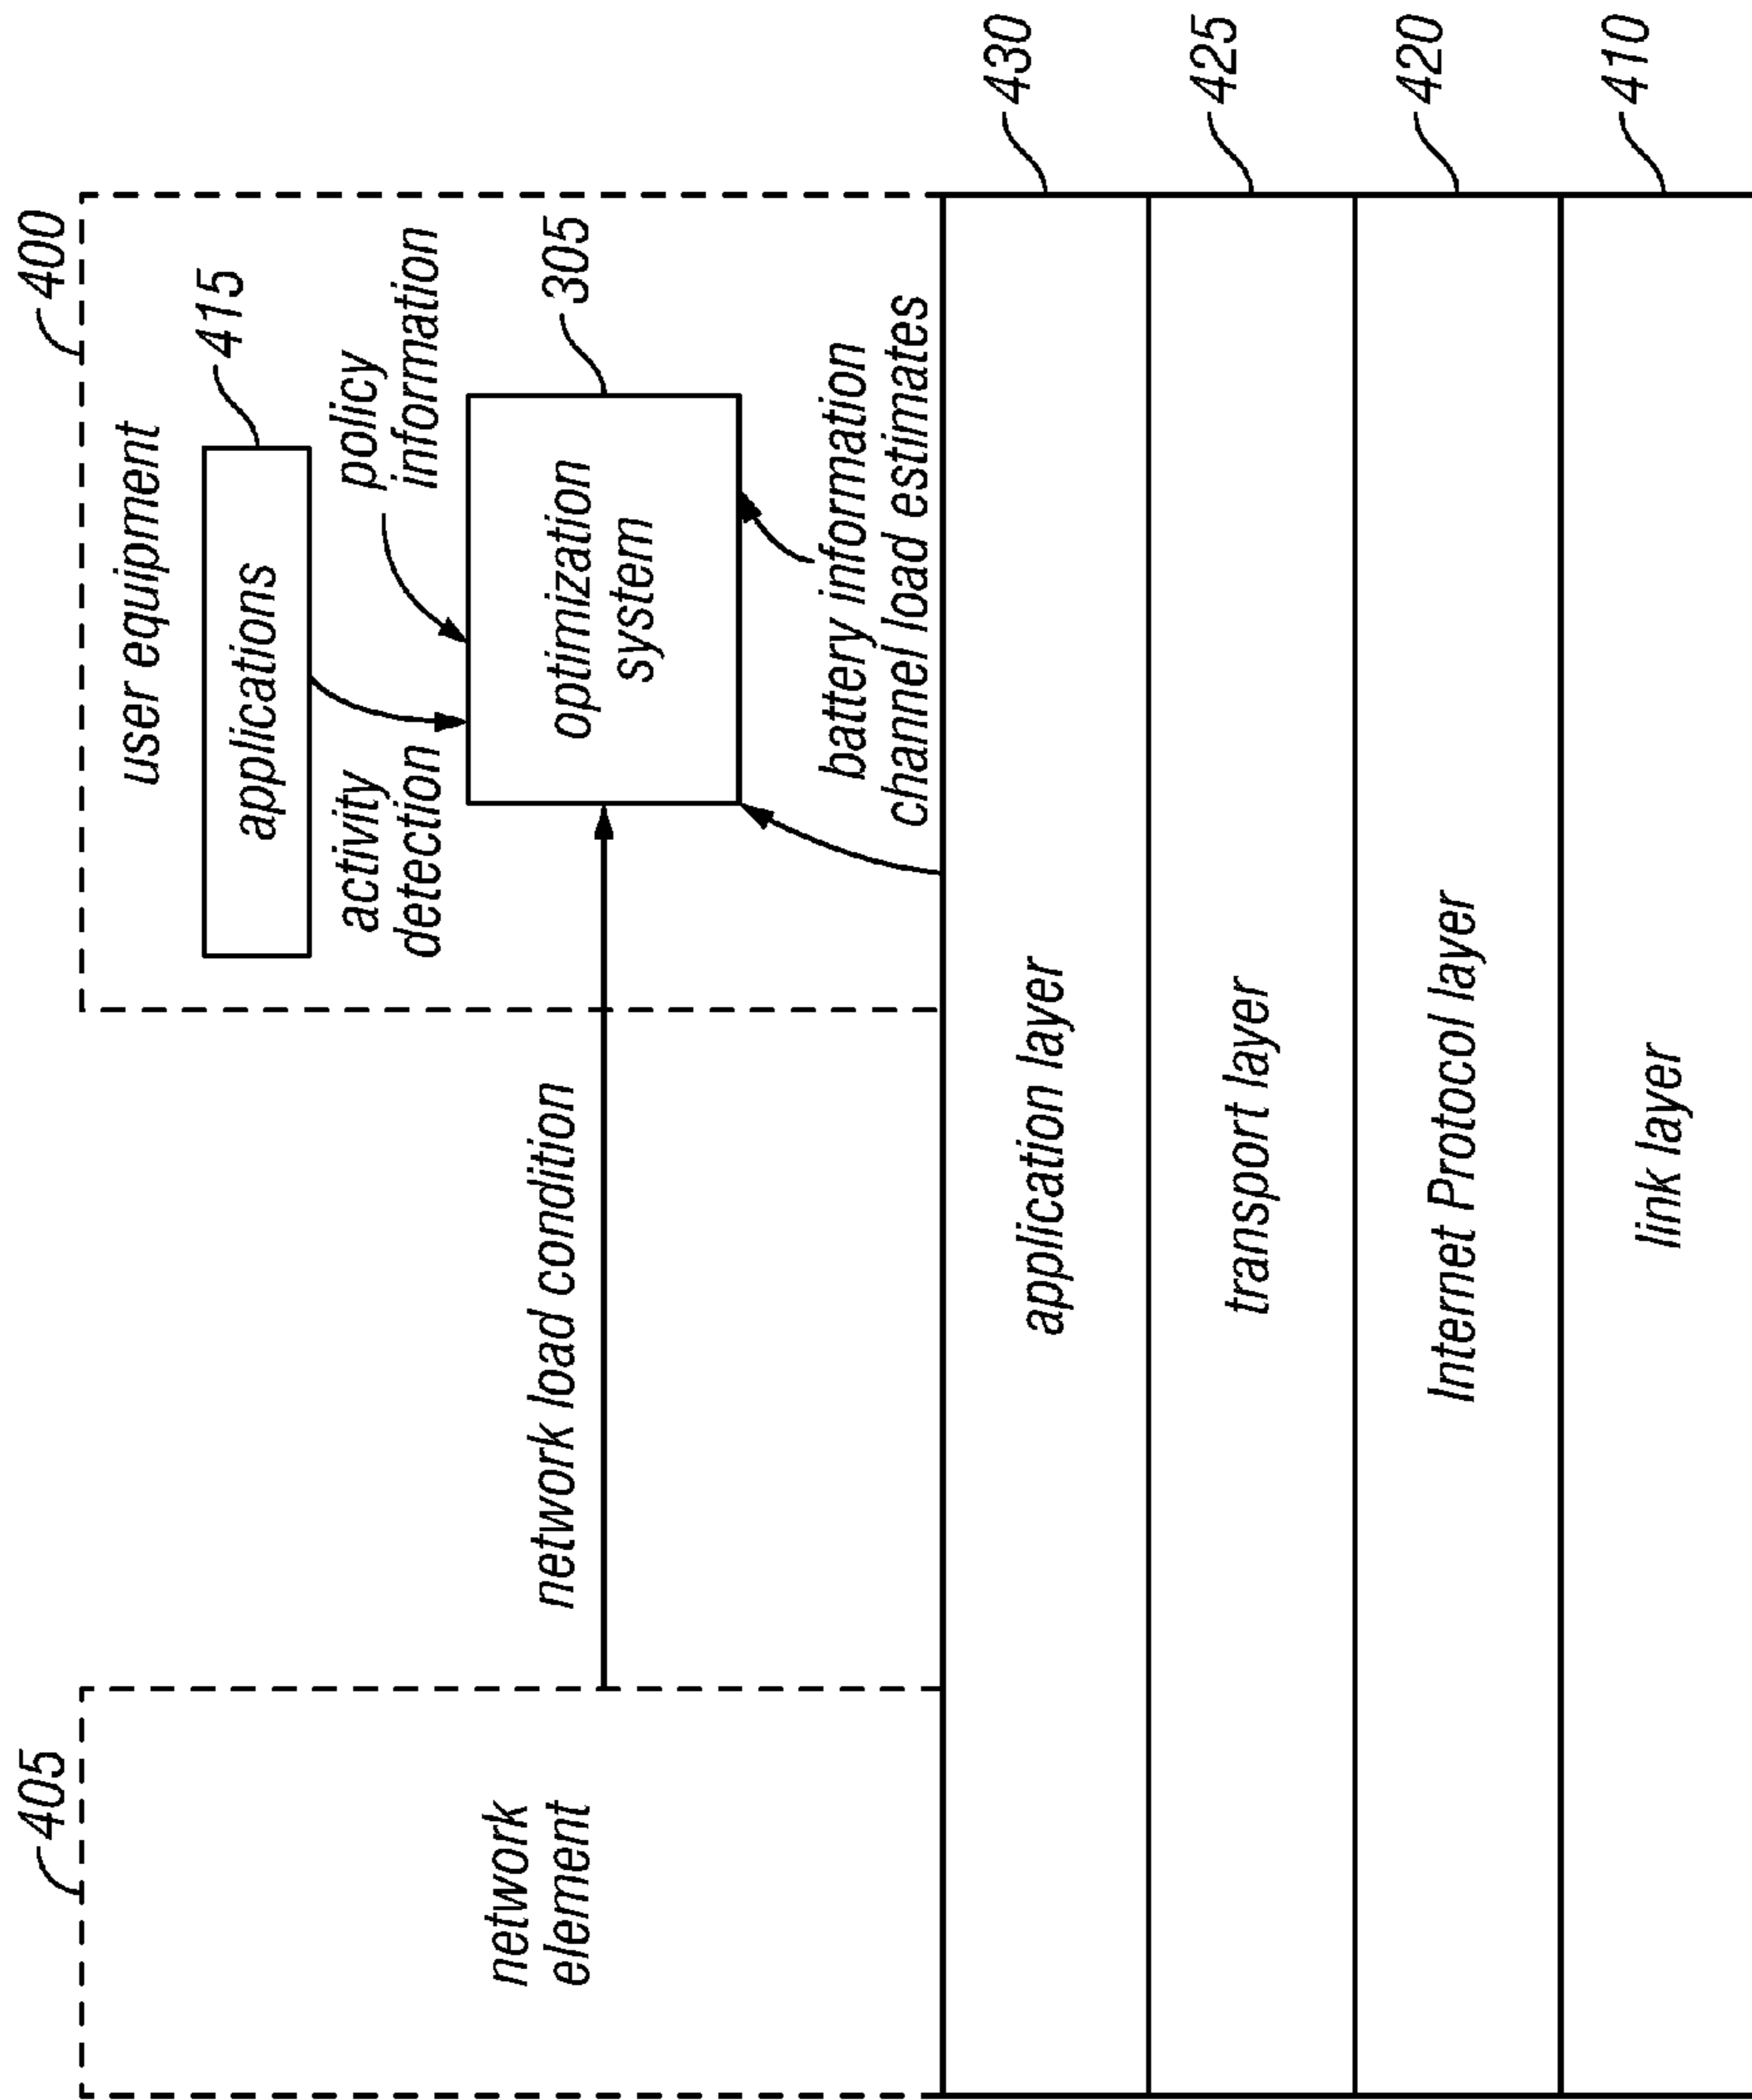 405
400
user equipment
415
applications
policy
information
activity
detection
305
network
element
network load condition
optimization
system
battery information
channel load estimates
application layer
430
transport layer
425
Internet Protocol layer
420
link layer
410